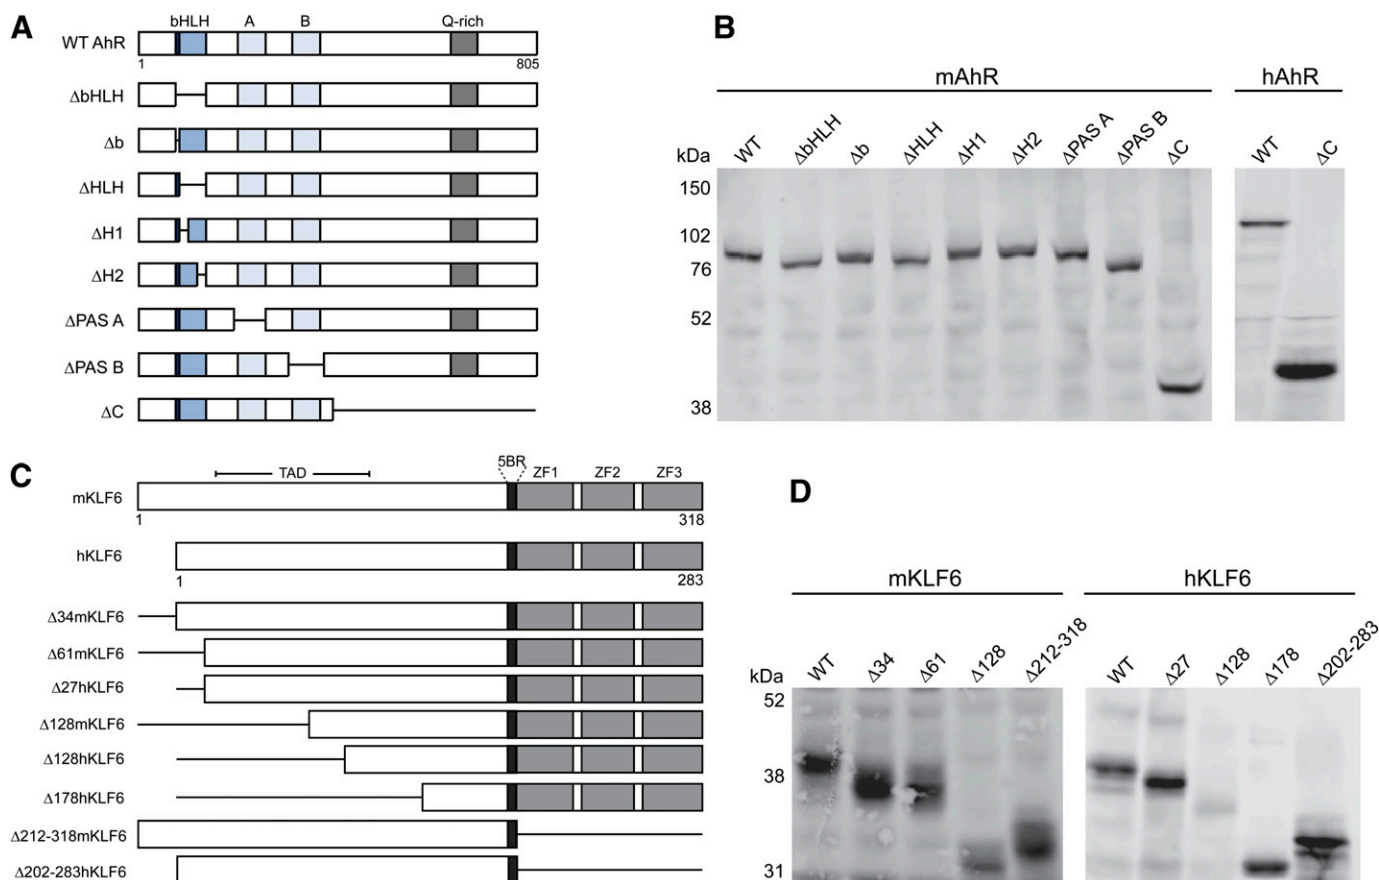 A
bHLH A B Q-rich
WT AhR
1 805
ΔbHLH
Δb
ΔHLH
ΔH1
ΔH2
ΔPAS A
ΔPAS B
ΔC
B
mAhR hAhR
kDa WT ΔbHLH Δb ΔHLH ΔH1 ΔH2 ΔPAS A ΔPAS B ΔC WT ΔC
150
102
76
52
38
C
TAD 5BR ZF1 ZF2 ZF3
mKLF6
1 318
hKLF6
1 283
Δ34mKLF6
Δ61mKLF6
Δ27hKLF6
Δ128mKLF6
Δ128hKLF6
Δ178hKLF6
Δ212-318mKLF6
Δ202-283hKLF6
D
mKLF6 hKLF6
kDa WT Δ34 Δ61 Δ128 Δ212-318 WT Δ27 Δ128 Δ178 Δ202-283
52
38
31